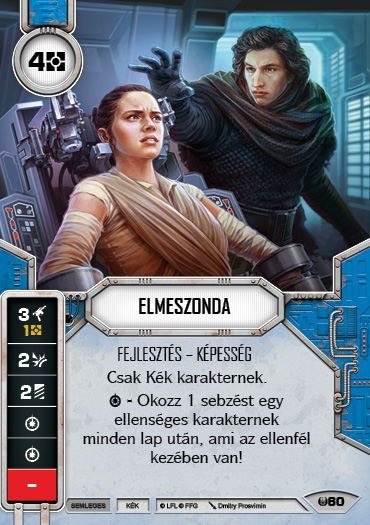 4
ELMESZONDA
FEJLESZTÉS – KÉPESSÉG
Csak Kék karakternek.
- Okozz 1 sebzést egy
ellenséges karakternek
minden lap után, ami az ellenfél
kezében van!
3
1
2
2
–
SEMLEGES KÉK © LFL © FFG Dmitry Prosvirnin 60